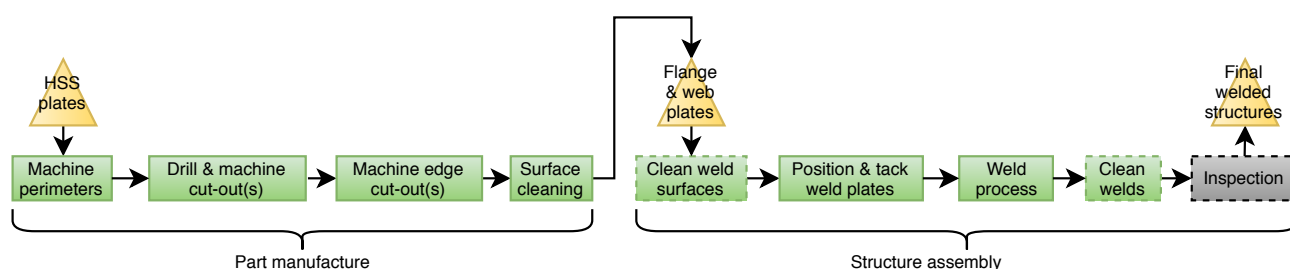 HSS
plates
Machine
perimeters
Drill & machine
cut-out(s)
Machine edge
cut-out(s)
Surface
cleaning
Part manufacture
Flange
& web
plates
Clean weld
surfaces
Position & tack
weld plates
Weld
process
Clean
welds
Inspection
Final
welded
structures
Structure assembly